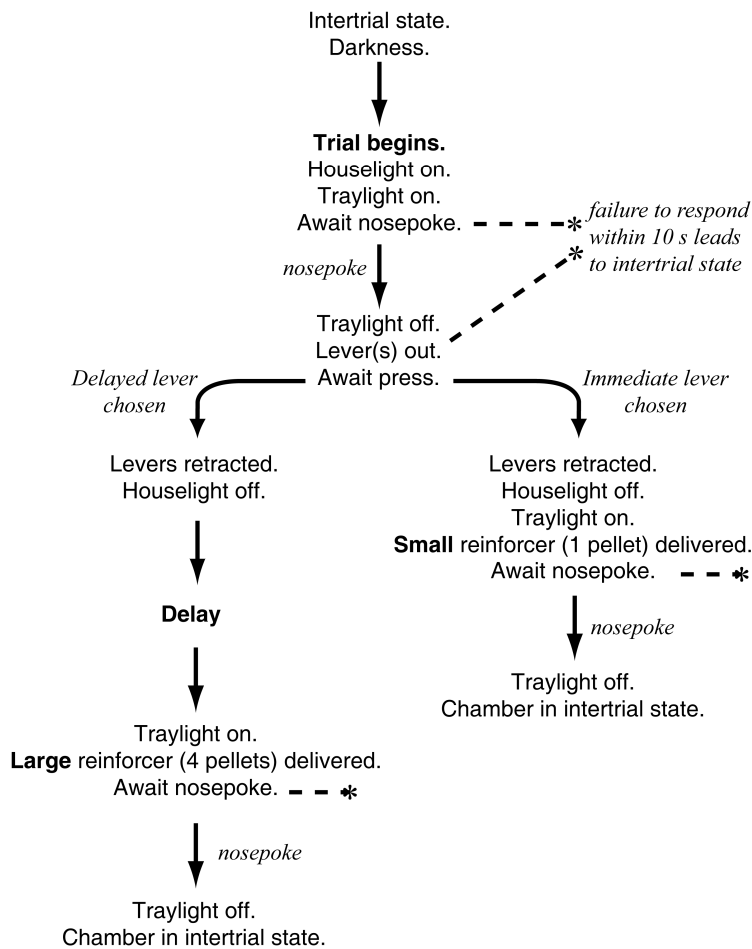 Intertrial state.
Darkness.
Trial begins.
Houselight on.
Traylight on.
Await nosepoke.
*
failure to respond
within 10 s leads
to intertrial state
*
nosepoke
Traylight off.
Lever(s) out.
Await press.
Delayed lever
chosen
Levers retracted.
Houselight off.
Delay
Traylight on.
Large reinforcer (4 pellets) delivered.
Await nosepoke.
*
nosepoke
Traylight off.
Chamber in intertrial state.
Immediate lever
chosen
Levers retracted.
Houselight off.
Traylight on.
Small reinforcer (1 pellet) delivered.
Await nosepoke.
*
nosepoke
Traylight off.
Chamber in intertrial state.